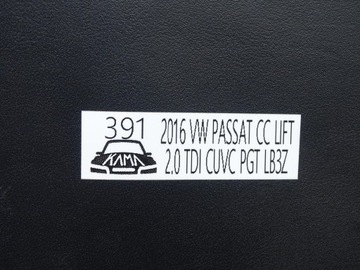 391
KAMA
2016 VW PASSAT CC LIFT
2.0 TDI CUVC PGT LB3Z